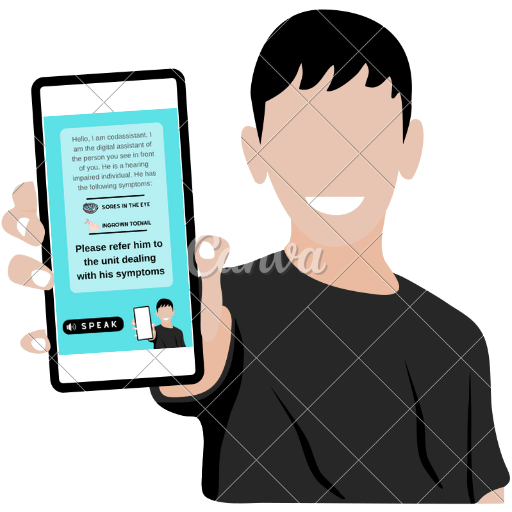 Hello, I am codassistant. I
am the digital assistant of
the person you see in front
of you. He is a hearing
impaired individual. He has
the following symptoms:
SORES IN THE EYE
INGROWN TOENAIL
Please refer him to
the unit dealing
with his symptoms
SPEAK
Canva